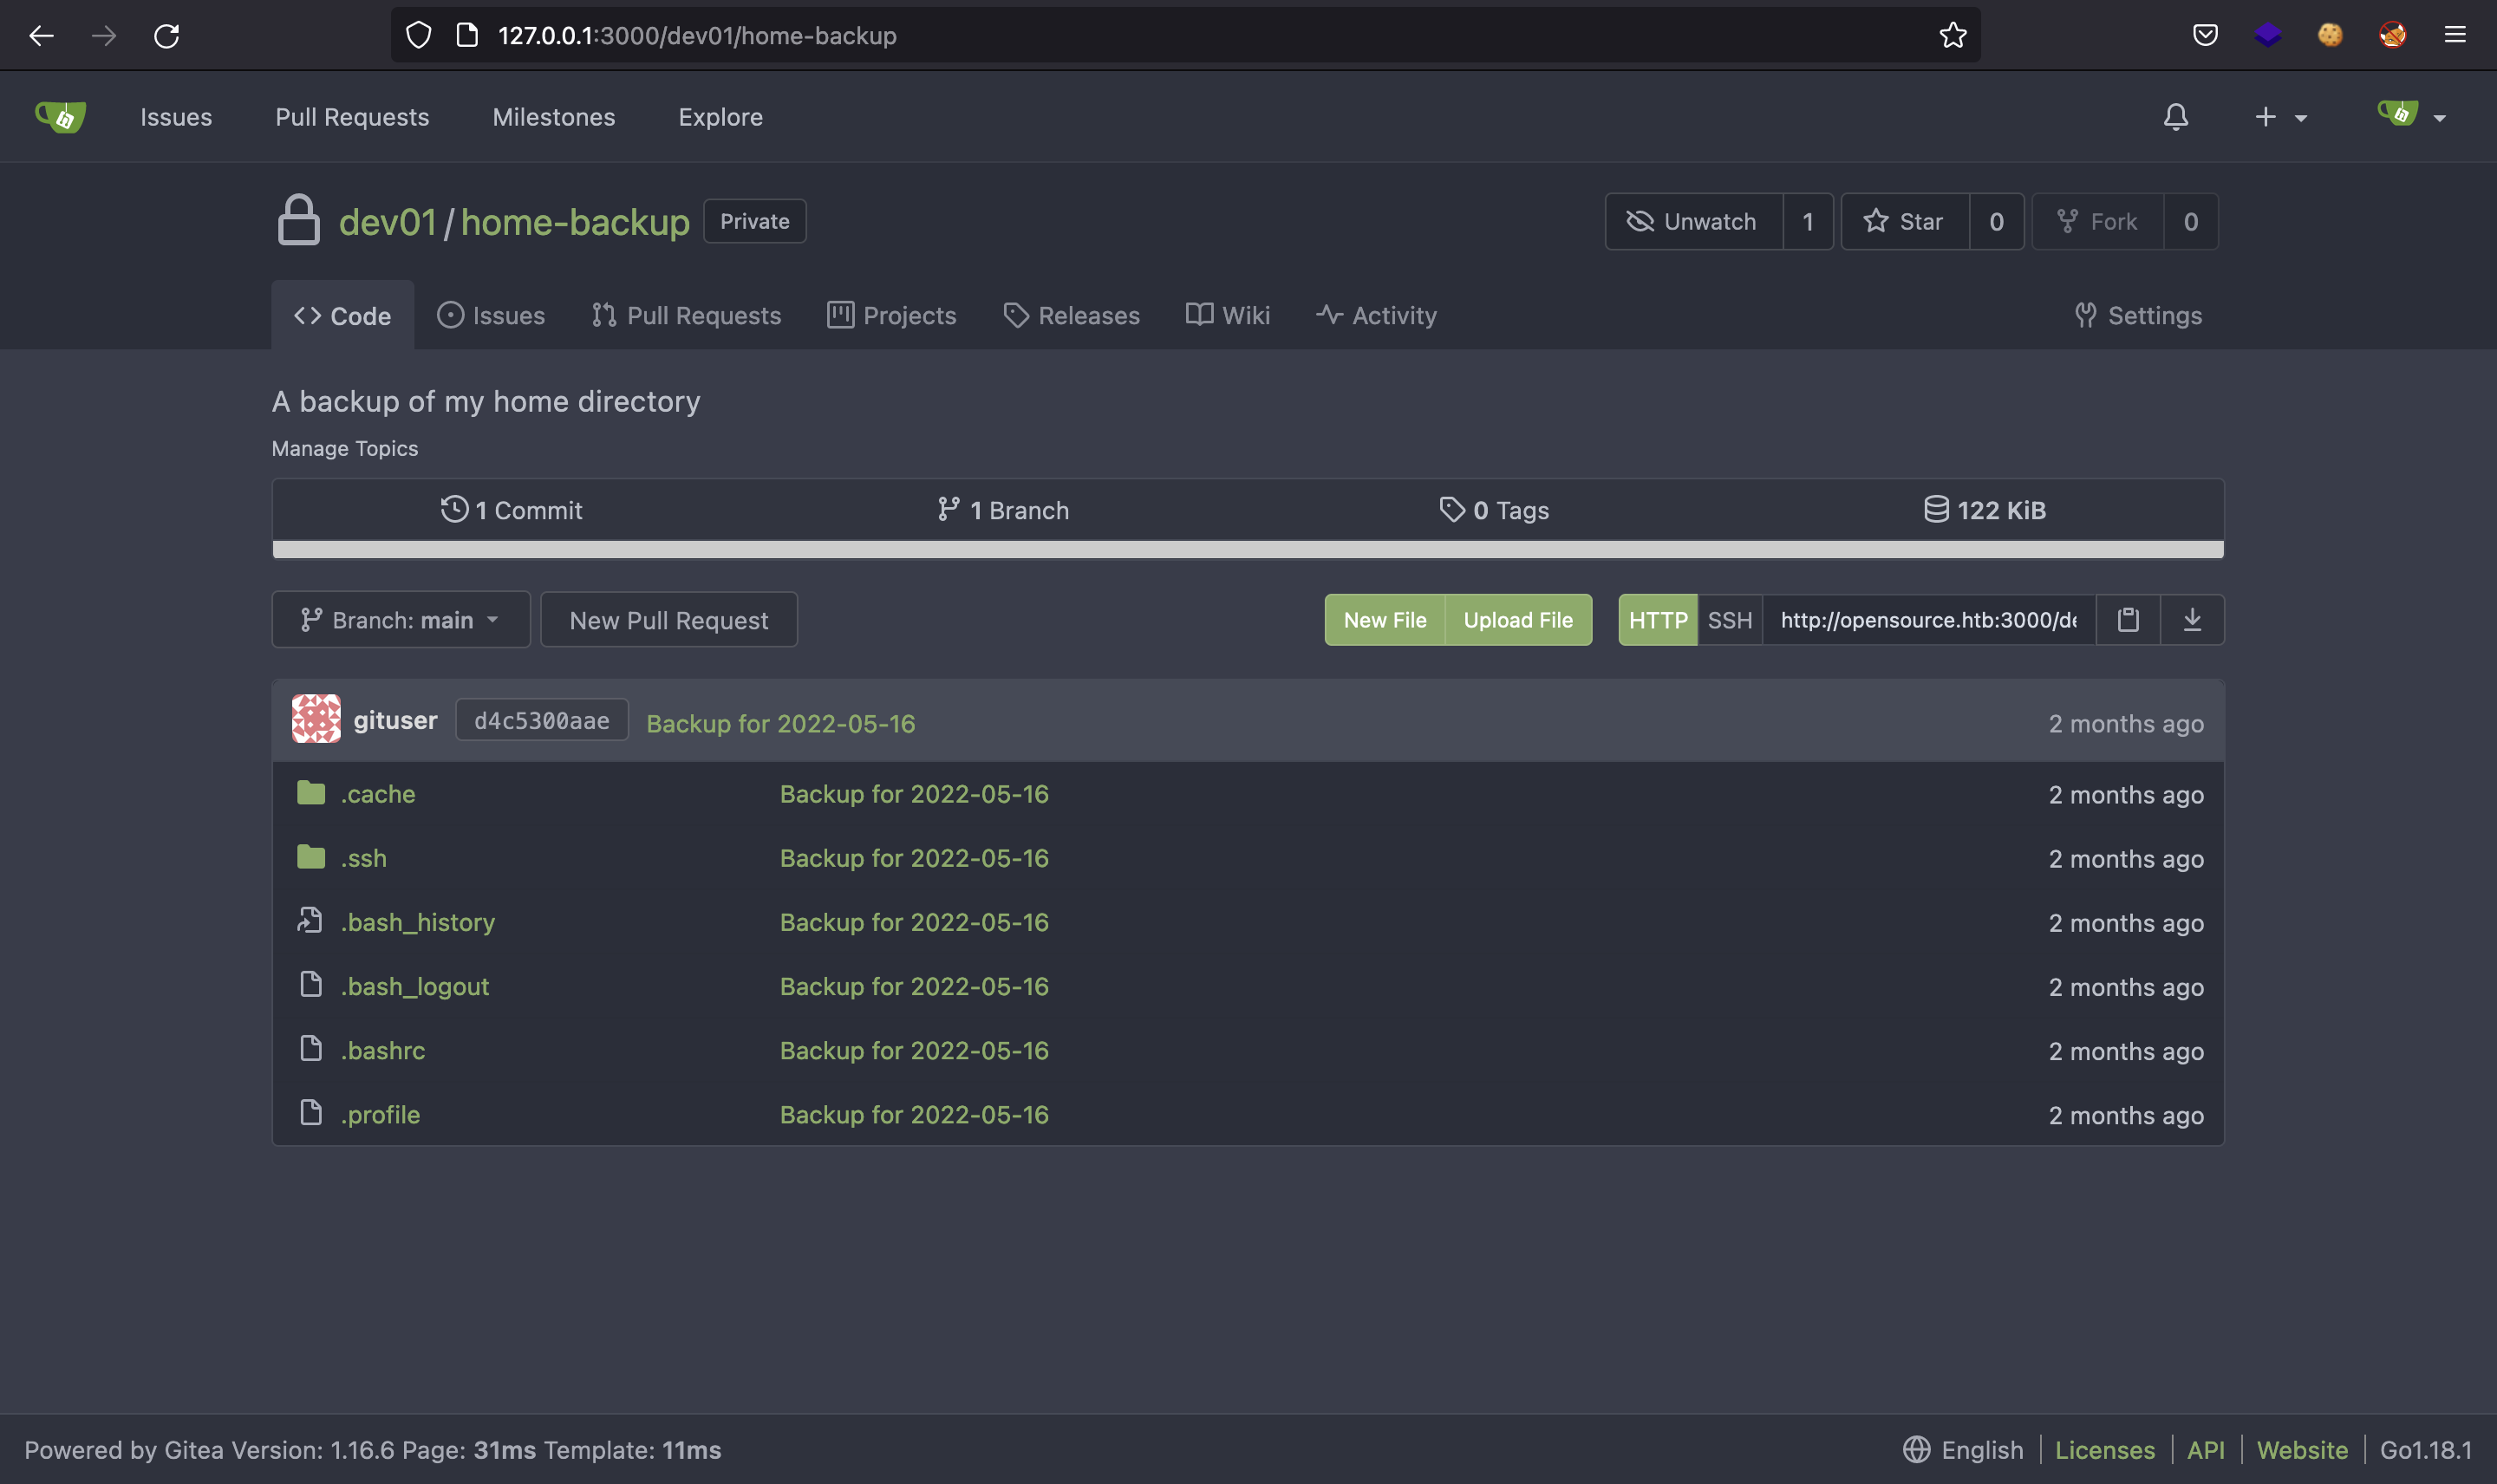 127.0.0.1:3000/dev01/home-backup
Issues Pull Requests Milestones Explore
dev01/home-backup Private Unwatch 1 Star 0 Fork 0
Code Issues Pull Requests Projects Releases Wiki Activity Settings
A backup of my home directory
Manage Topics
1 Commit 1 Branch 0 Tags 122 KiB
Branch: main New Pull Request New File Upload File HTTP SSH http://opensource.htb:3000/de
gituser d4c5300aae Backup for 2022-05-16 2 months ago
.cache Backup for 2022-05-16 2 months ago
.ssh Backup for 2022-05-16 2 months ago
.bash_history Backup for 2022-05-16 2 months ago
.bash_logout Backup for 2022-05-16 2 months ago
.bashrc Backup for 2022-05-16 2 months ago
.profile Backup for 2022-05-16 2 months ago
Powered by Gitea Version: 1.16.6 Page: 31ms Template: 11ms English Licenses API Website Go1.18.1